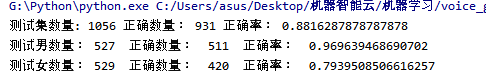 G:\Python\python.exe C:/Users/asus/Desktop/机器智能云/机器学习/voice_g
测试集数量: 1056 正确数量: 931 正确率: 0.8816287878787878
测试男数量: 527 正确数量: 511 正确率: 0.969639468690702
测试女数量: 529 正确数量: 420 正确率: 0.7939508506616257